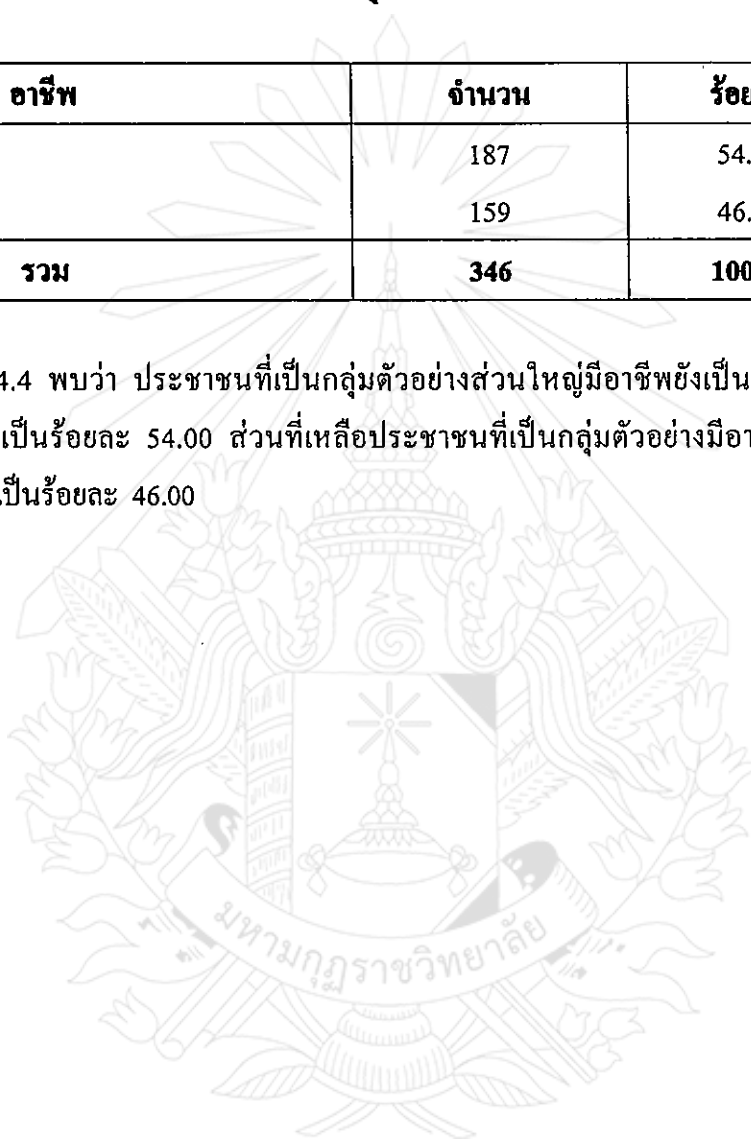 อาชีพ จำนวน
187 54.
159 46.
รวม 346 100
4.4 พบว่า ประชาชนที่เป็นกลุ่มตัวอย่างส่วนใหญ่มีอาชีพยังเป็น
เป็นร้อยละ 54.00 ส่วนที่เหลือประชาชนที่เป็นกลุ่มตัวอย่างมีอา
เป็นร้อยละ 46.00
มหามกุฏราชวิทยาลัย